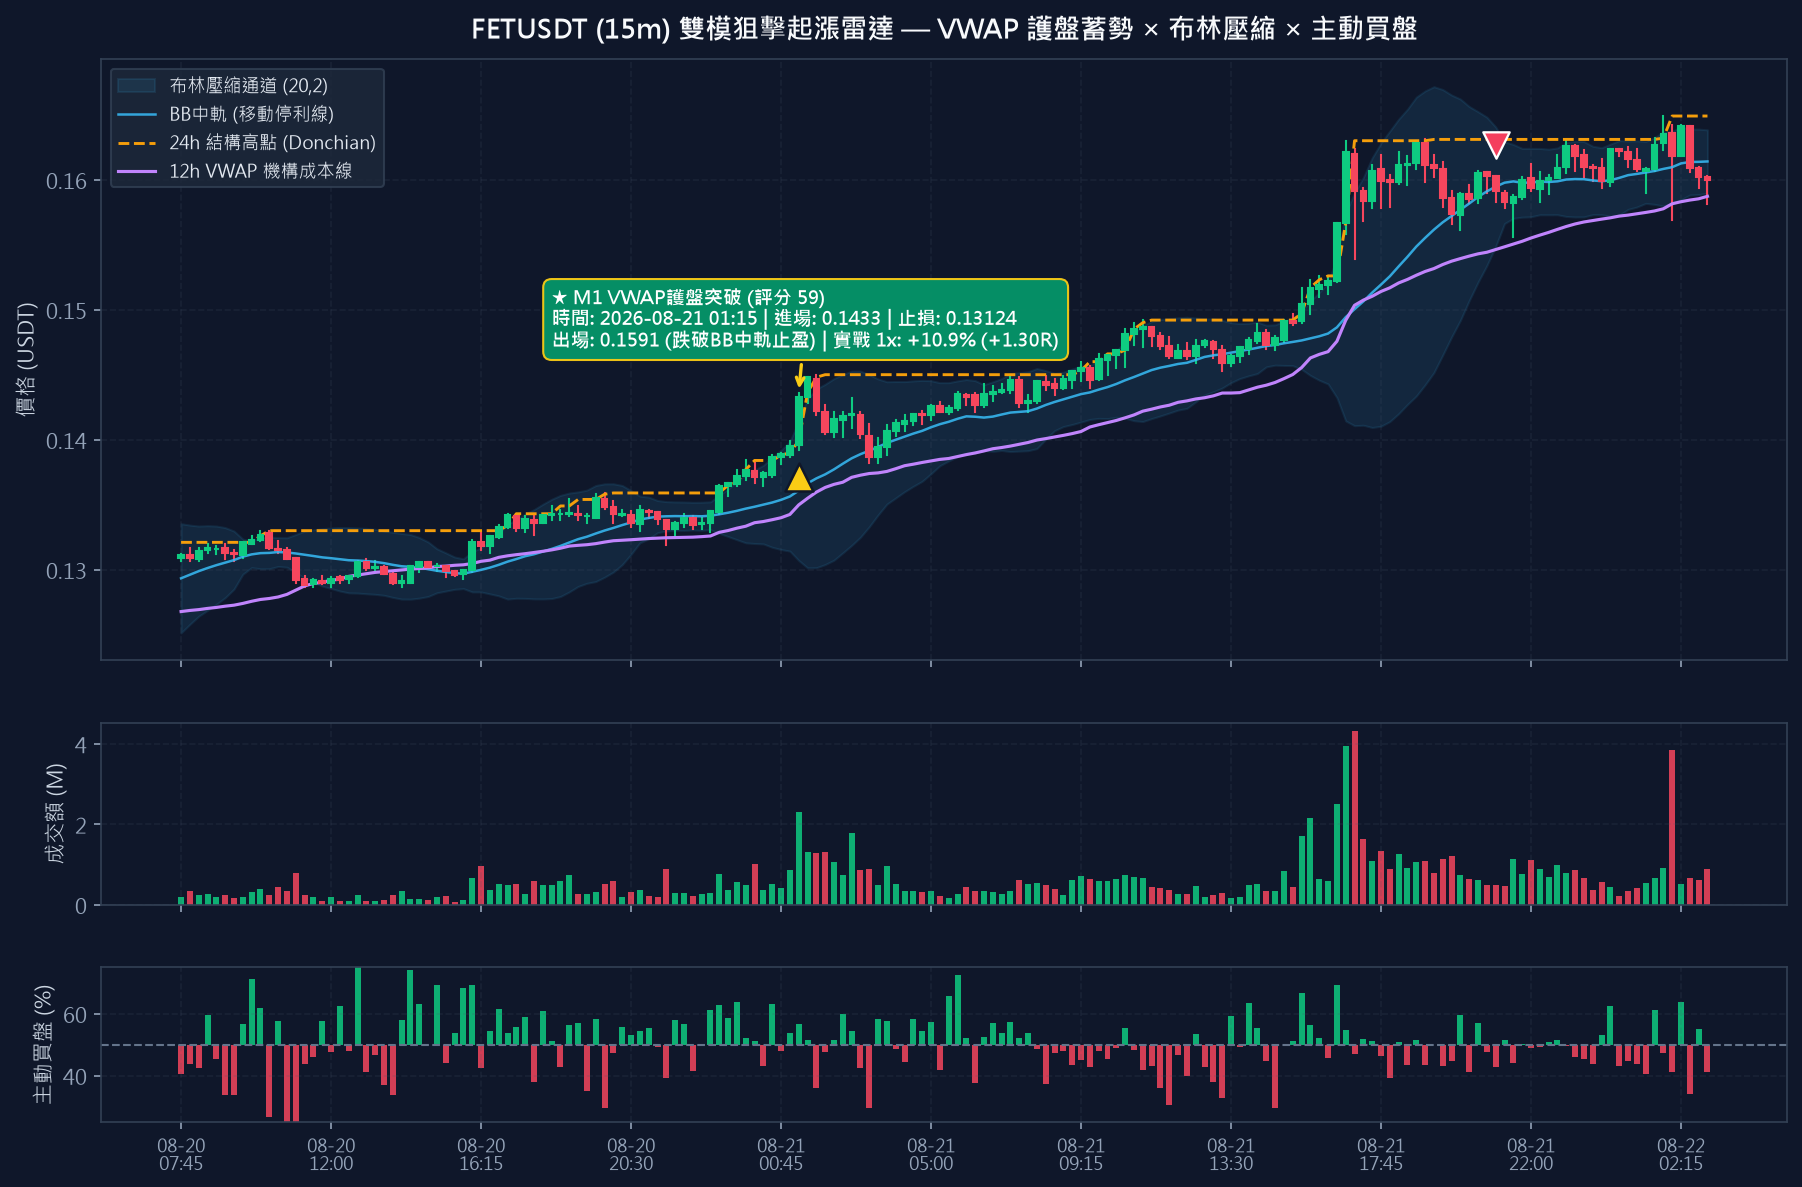 FETUSDT (15m) 雙模狙擊起漲雷達 — VWAP 護盤蓄勢 × 布林壓縮 × 主動買盤
布林壓縮通道 (20,2)
BB中軌 (移動停利線)
24h 結構高點 (Donchian)
12h VWAP 機構成本線
價格 (USDT)
0.16
0.15
0.14
0.13
★ M1 VWAP護盤突破 (評分 59)
時間: 2026-08-21 01:15 | 進場: 0.1433 | 止損: 0.13124
出場: 0.1591 (跌破BB中軌止盈) | 實戰 1x: +10.9% (+1.30R)
成交額 (M)
4
2
0
主動買盤 (%)
60
40
08-20 07:45
08-20 12:00
08-20 16:15
08-20 20:30
08-21 00:45
08-21 05:00
08-21 09:15
08-21 13:30
08-21 17:45
08-21 22:00
08-22 02:15